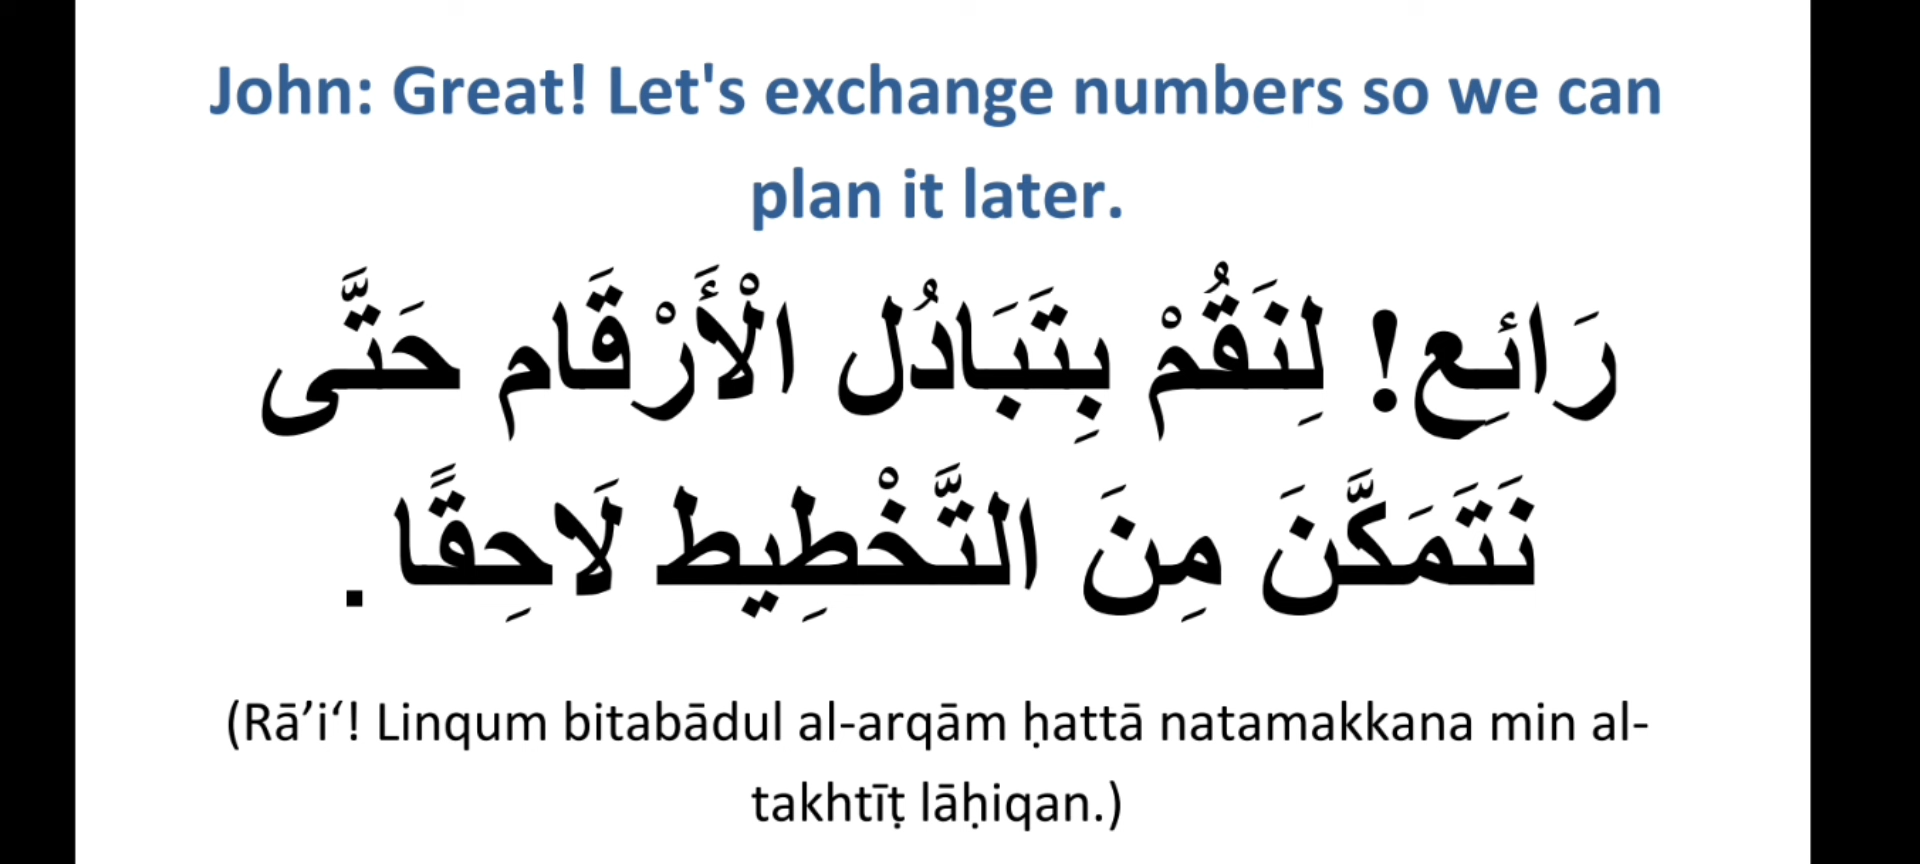 John: Great! Let's exchange numbers so we can
plan it later.
رَائِع! لِنَقُمْ بِتَبَادُل الْأَرْقَام حَتَّى
نَتَمَكَّنَ مِنَ التَّخْطِيط لَاحِقًا .
(Rā’i‘! Linqum bitabādul al-arqām ḥattā natamakkana min al-
takhtīṭ lāḥiqan.)